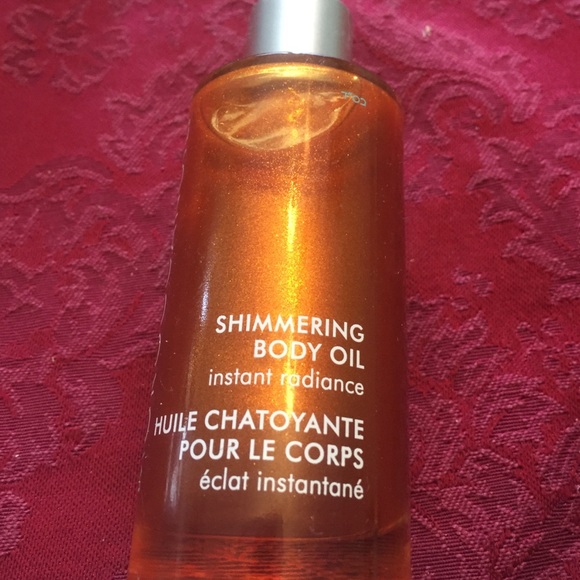 SHIMMERING
BODY OIL
instant radiance
HUILE CHATOYANTE
POUR LE CORPS
éclat instantané